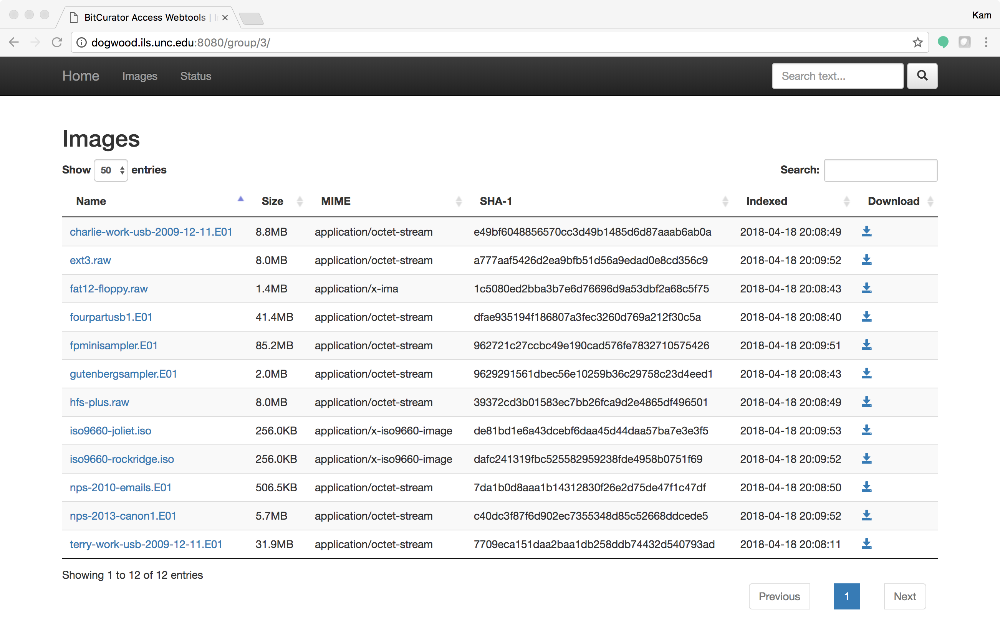 BitCurator Access Webtools |
Kam
dogwood.ils.unc.edu:8080/group/3/
Home Images Status Search text...
Images
Show 50 entries Search:
Name Size MIME SHA-1 Indexed Download
charlie-work-usb-2009-12-11.E01 8.8MB application/octet-stream e49bf6048856570cc3d49b1485d6d87aaab6ab0a 2018-04-18 20:08:49
ext3.raw 8.0MB application/octet-stream a777aaf5426d2ea9bfb51d56a9edad0e8cd356c9 2018-04-18 20:09:52
fat12-floppy.raw 1.4MB application/x-ima 1c5080ed2bba3b7e6d76696d9a53dbf2a68c5f75 2018-04-18 20:08:43
fourpartusb1.E01 41.4MB application/octet-stream dfae935194f186807a3fec3260d769a212f30c5a 2018-04-18 20:08:40
fpminisampler.E01 85.2MB application/octet-stream 962721c27ccbc49e190cad576fe7832710575426 2018-04-18 20:09:51
gutenbergsampler.E01 2.0MB application/octet-stream 9629291561dbec56e10259b36c29758c23d4eed1 2018-04-18 20:08:43
hfs-plus.raw 8.0MB application/octet-stream 39372cd3b01583ec7bb26fca9d2e4865df496501 2018-04-18 20:08:49
iso9660-joliet.iso 256.0KB application/x-iso9660-image de81bd1e6a43dcebf6daa45d44daa57ba7e3e3f5 2018-04-18 20:09:53
iso9660-rockridge.iso 256.0KB application/x-iso9660-image dafc241319fbc525582959238fde4958b0751f69 2018-04-18 20:09:52
nps-2010-emails.E01 506.5KB application/octet-stream 7da1b0d8aaa1b14312830f26e2d75de47f1c47df 2018-04-18 20:08:50
nps-2013-canon1.E01 5.7MB application/octet-stream c40dc3f87f6d902ec7355348d85c52668ddcede5 2018-04-18 20:09:52
terry-work-usb-2009-12-11.E01 31.9MB application/octet-stream 7709eca151daa2baa1db258ddb74432d540793ad 2018-04-18 20:08:11
Showing 1 to 12 of 12 entries
Previous 1 Next